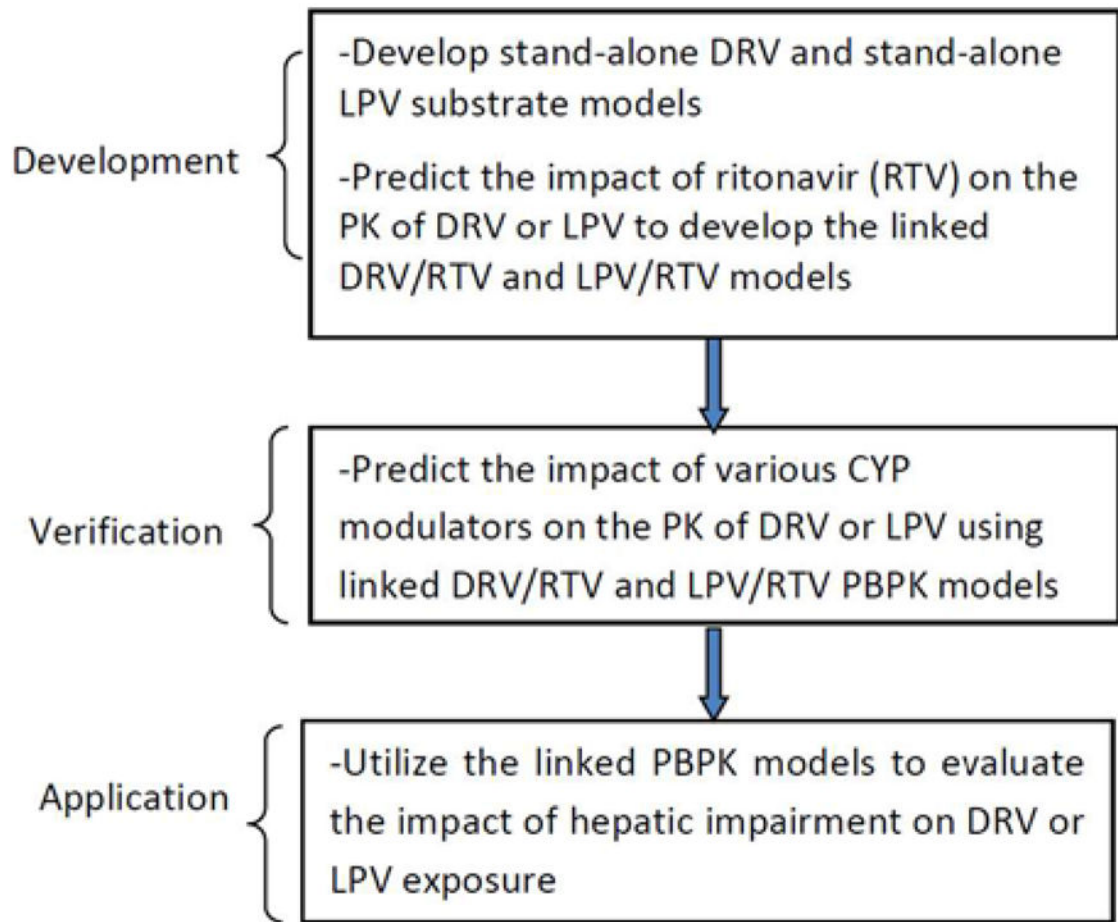 Development
-Develop stand-alone DRV and stand-alone
LPV substrate models
-Predict the impact of ritonavir (RTV) on the
PK of DRV or LPV to develop the linked
DRV/RTV and LPV/RTV models
Verification
-Predict the impact of various CYP
modulators on the PK of DRV or LPV using
linked DRV/RTV and LPV/RTV PBPK models
Application
-Utilize the linked PBPK models to evaluate
the impact of hepatic impairment on DRV or
LPV exposure